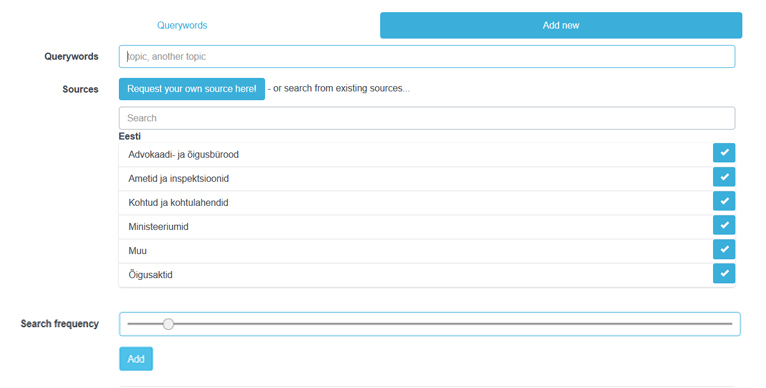 Querywords
Add new
Querywords
topic, another topic
Sources
Request your own source here! - or search from existing sources...
Search
Eesti
Advokaadi- ja õigusbürood
Ametid ja inspektsioonid
Kohtud ja kohtulahendid
Ministeeriumid
Muu
Õigusaktid
Search frequency
Add